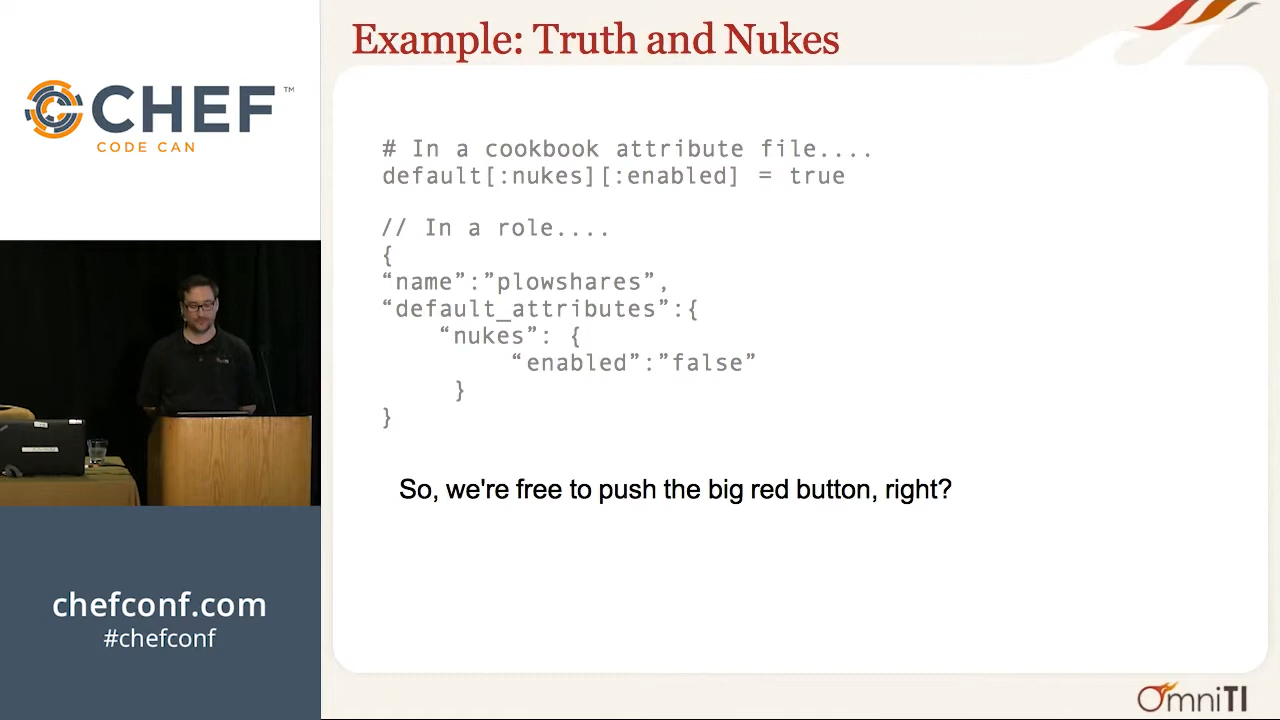 Example: Truth and Nukes
CHEF™
CODE CAN
# In a cookbook attribute file....
default[:nukes][:enabled] = true
// In a role....
{
“name”:”plowshares”,
“default_attributes”:{
“nukes”: {
“enabled”:”false”
}
}
So, we're free to push the big red button, right?
chefconf.com
#chefconf
OmniTI